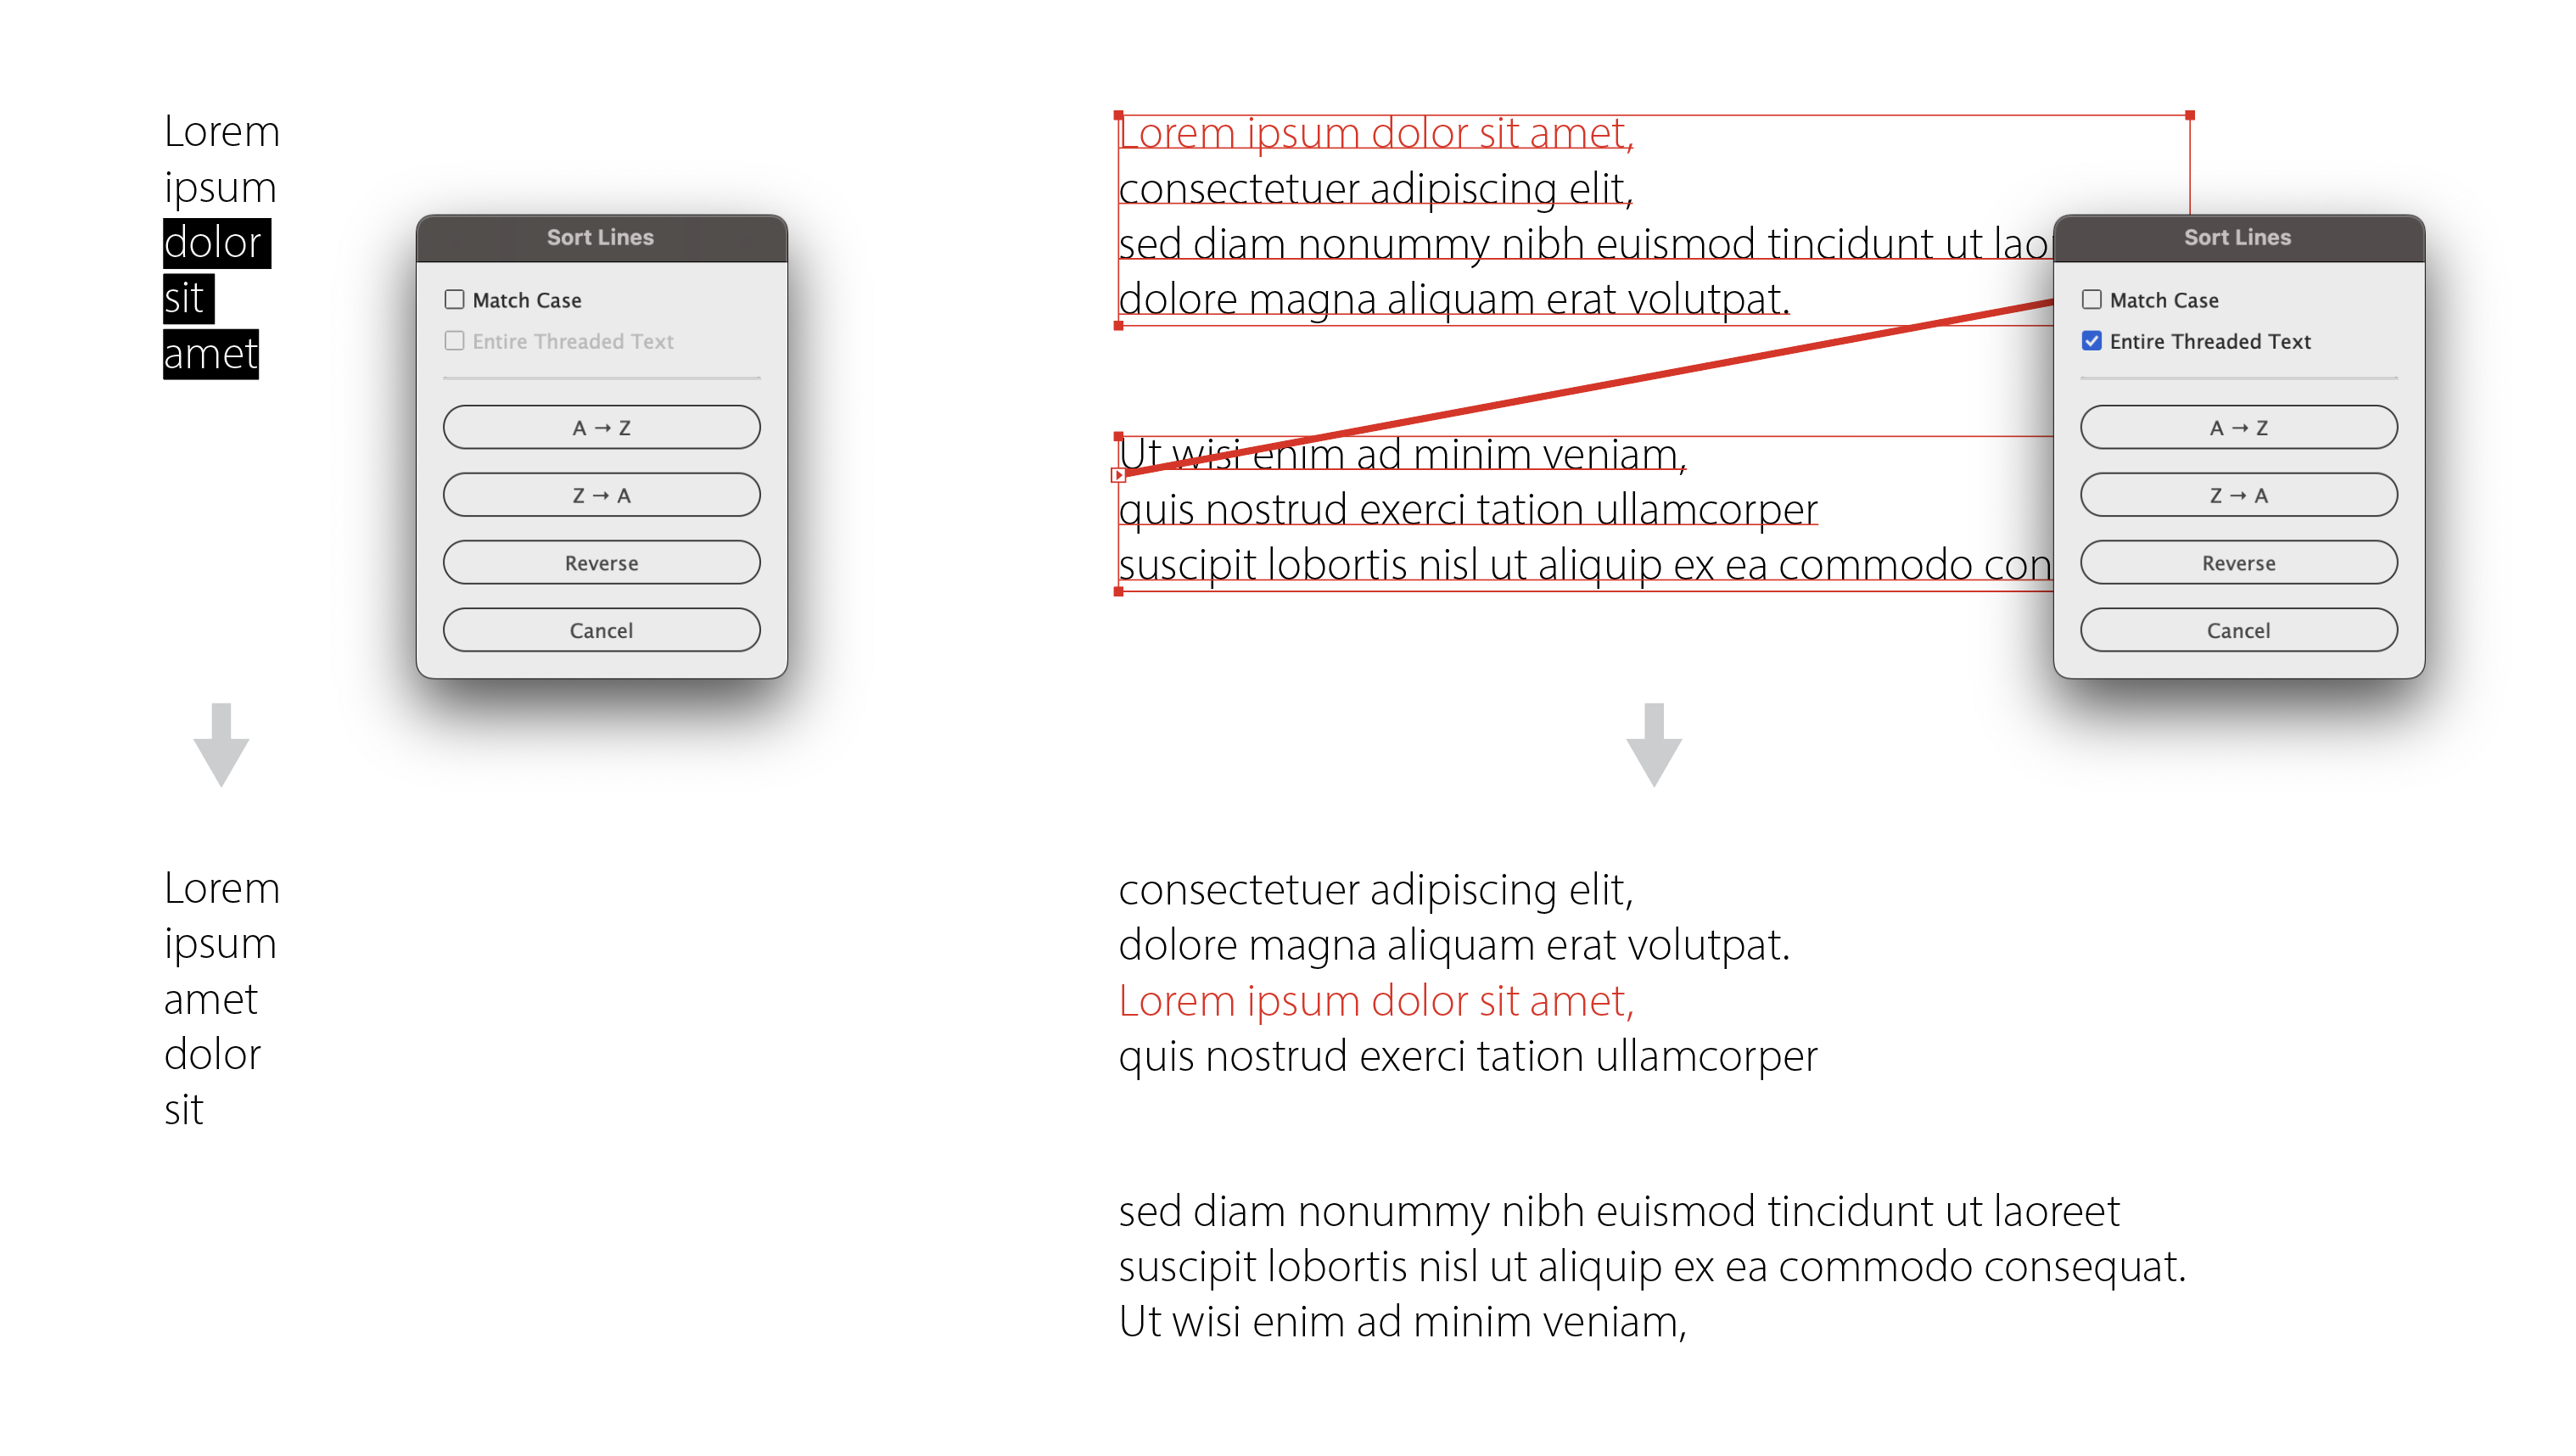 Lorem
ipsum
dolor
sit
amet
Sort Lines
Match Case
Entire Threaded Text
A → Z
Z → A
Reverse
Cancel
Lorem
ipsum
amet
dolor
sit
Lorem ipsum dolor sit amet,
consectetuer adipiscing elit,
sed diam nonummy nibh euismod tincidunt ut laor
dolore magna aliquam erat volutpat.
Ut wisi enim ad minim veniam,
quis nostrud exerci tation ullamcorper
suscipit lobortis nisl ut aliquip ex ea commodo con
Sort Lines
Match Case
Entire Threaded Text
A → Z
Z → A
Reverse
Cancel
consectetuer adipiscing elit,
dolore magna aliquam erat volutpat.
Lorem ipsum dolor sit amet,
quis nostrud exerci tation ullamcorper
sed diam nonummy nibh euismod tincidunt ut laoreet
suscipit lobortis nisl ut aliquip ex ea commodo consequat.
Ut wisi enim ad minim veniam,